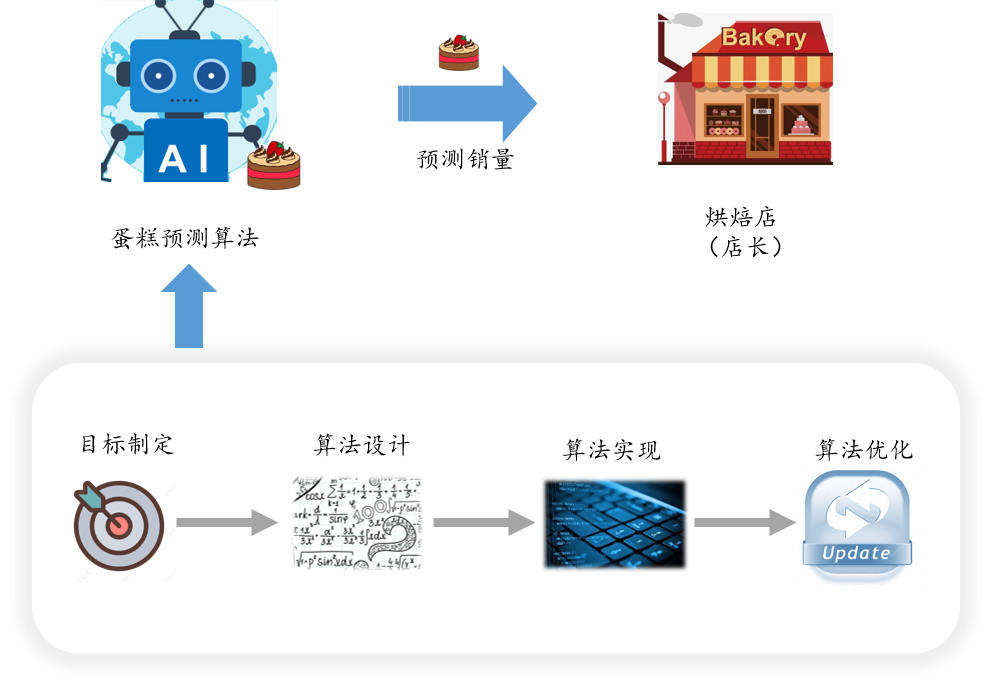 AI
Bakery
预测销量
烘焙店
（店长）
蛋糕预测算法
目标制定
算法设计
算法实现
算法优化
Update